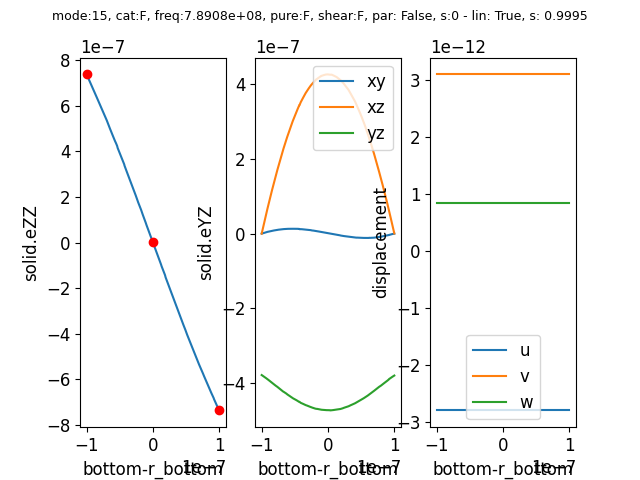 mode:15, cat:F, freq:7.8908e+08, pure:F, shear:F, par: False, s:0 - lin: True, s: 0.9995
1e−7
8
6
4
2
0
−2
−4
−6
−8
solid.eZZ
−1 0 1
1e−7
bottom-r_bottom
1e−7
4
2
0
−2
−4
solid.eYZ
xy
xz
yz
−1 0 1
1e−7
bottom-r_bottom
1e−12
3
2
1
0
−1
−2
−3
displacement
u
v
w
−1 0 1
1e−7
bottom-r_bottom